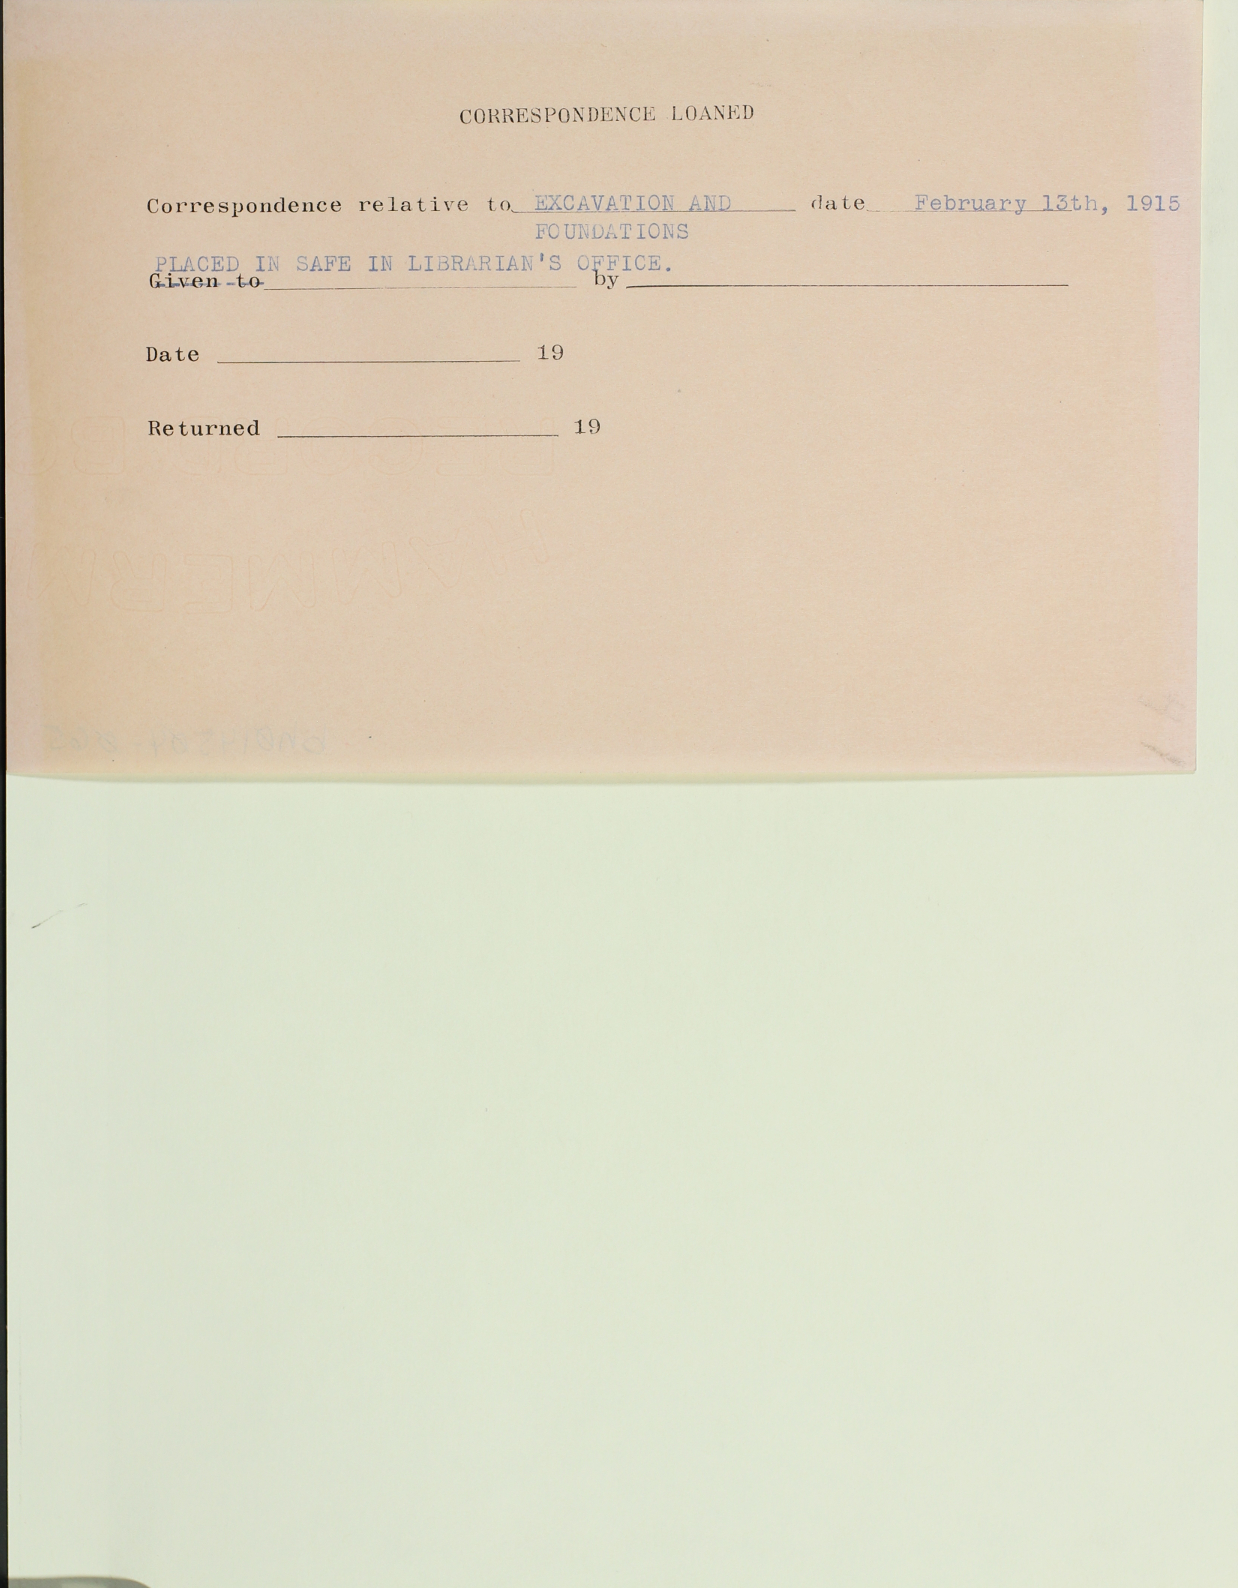 CORRESPONDENCE LOANED
Correspondence relative to EXCAVATION AND date February 13th, 1915
FOUNDATIONS
PLACED IN SAFE IN LIBRARIAN'S OFFICE.
Given to by
Date 19
Returned 19